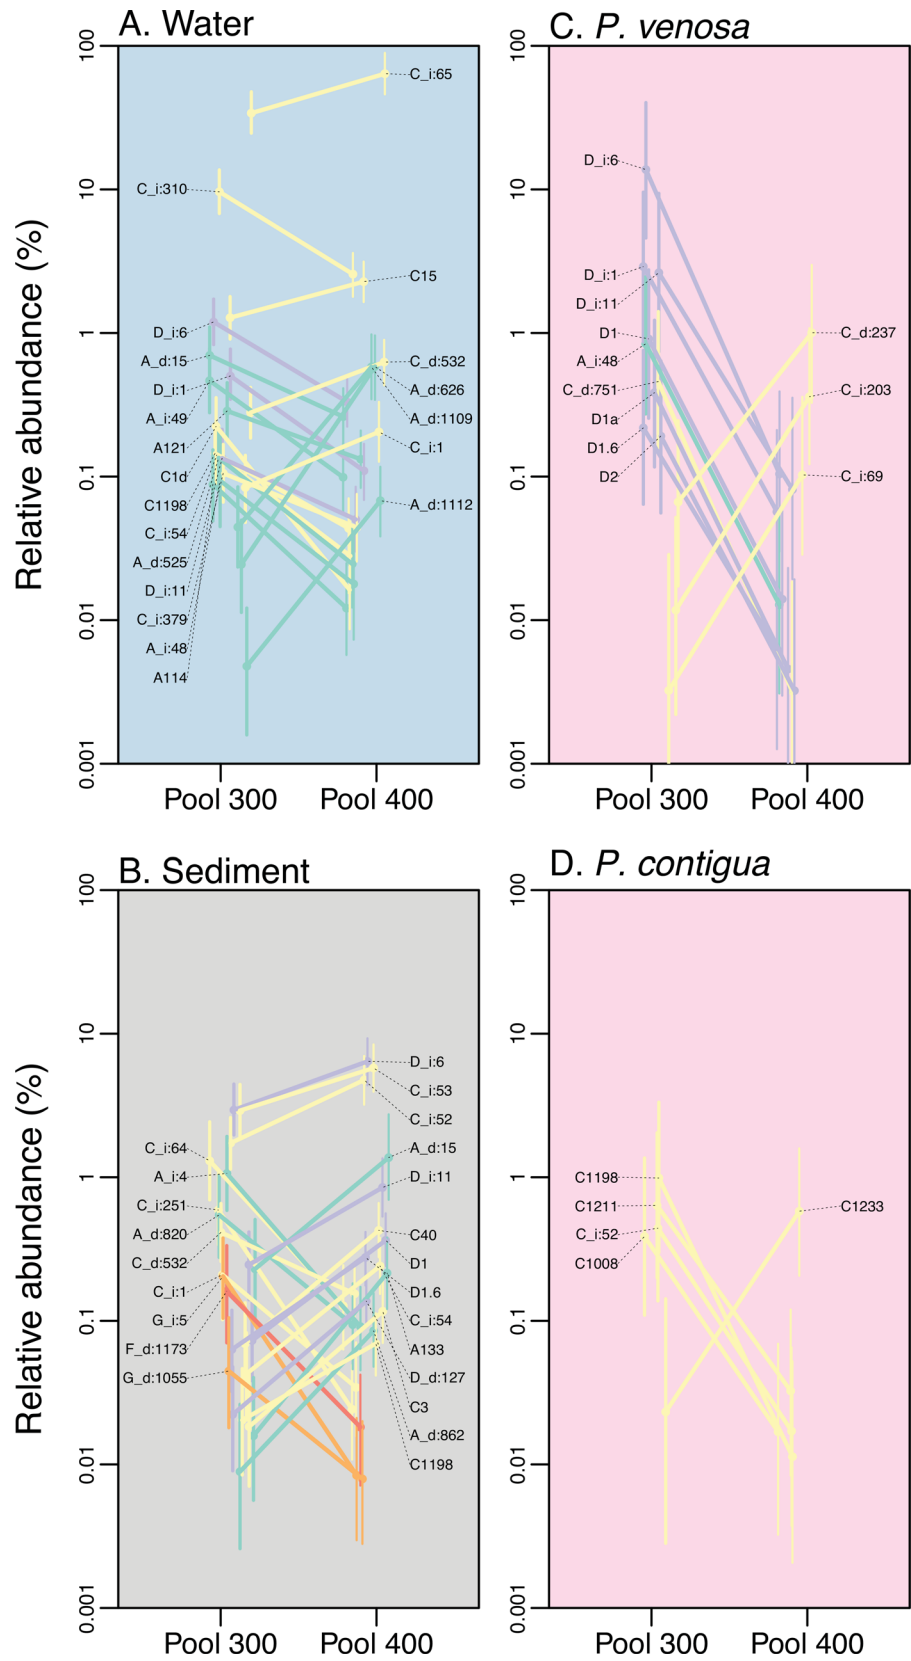 A. Water
Relative abundance (%)
100
10
1
0.1
0.01
0.001
C_i:310
D_i:6
A_d:15
D_i:1
A_i:49
A121
C1d
C1198
C_i:54
A_d:525
D_i:11
C_i:379
A_i:48
A114
C_i:65
C15
C_d:532
A_d:626
A_d:1109
C_i:1
A_d:1112
Pool 300
Pool 400
C. P. venosa
100
10
1
0.1
0.01
0.001
D_i:6
D_i:1
D_i:11
D1
A_i:48
C_d:751
D1a
D1.6
D2
C_d:237
C_i:203
C_i:69
Pool 300
Pool 400
B. Sediment
Relative abundance (%)
100
10
1
0.1
0.01
0.001
C_i:64
A_i:4
C_i:251
A_d:820
C_d:532
C_i:1
G_i:5
F_d:1173
G_d:1055
D_i:6
C_i:53
C_i:52
A_d:15
D_i:11
C40
D1
D1.6
C_i:54
A133
D_d:127
C3
A_d:862
C1198
Pool 300
Pool 400
D. P. contigua
100
10
1
0.1
0.01
0.001
C1198
C1211
C_i:52
C1008
C1233
Pool 300
Pool 400